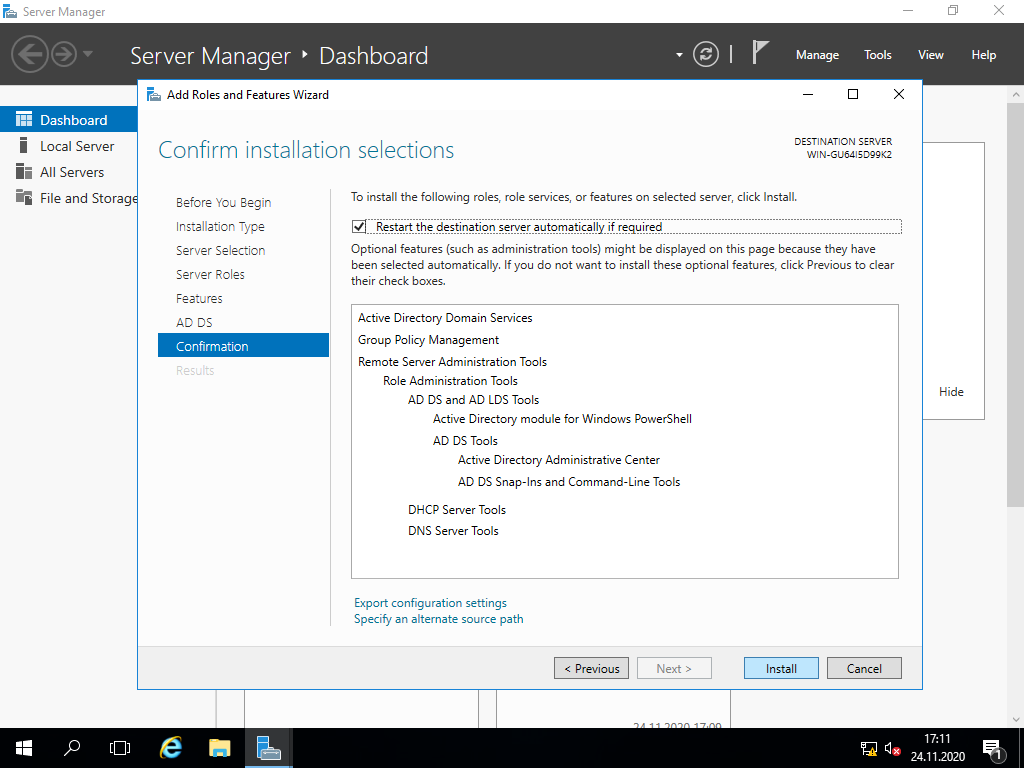 Server Manager
Server Manager Dashboard
Manage Tools View Help
Add Roles and Features Wizard
Dashboard
Local Server
All Servers
File and Storage
Confirm installation selections
DESTINATION SERVER
WIN-GU64I5D99K2
Before You Begin
Installation Type
Server Selection
Server Roles
Features
AD DS
Confirmation
Results
To install the following roles, role services, or features on selected server, click Install.
Restart the destination server automatically if required
Optional features (such as administration tools) might be displayed on this page because they have
been selected automatically. If you do not want to install these optional features, click Previous to clear
their check boxes.
Active Directory Domain Services
Group Policy Management
Remote Server Administration Tools
Role Administration Tools
AD DS and AD LDS Tools
Active Directory module for Windows PowerShell
AD DS Tools
Active Directory Administrative Center
AD DS Snap-Ins and Command-Line Tools
DHCP Server Tools
DNS Server Tools
Hide
Export configuration settings
Specify an alternate source path
< Previous Next > Install Cancel
24.11.2020 17:09
17:11
24.11.2020
1